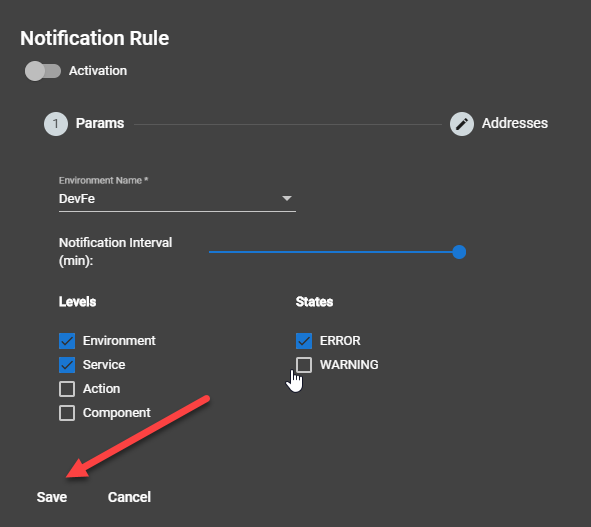 Notification Rule
Activation
1 Params Addresses
Environment Name *
DevFe
Notification Interval
(min):
Levels States
Environment ERROR
Service WARNING
Action
Component
Save Cancel